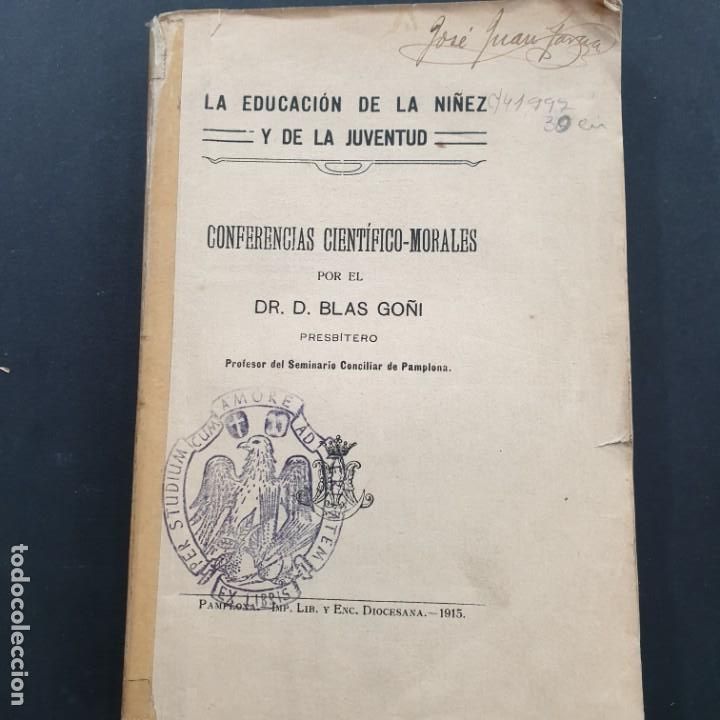 José Juan García
LA EDUCACIÓN DE LA NIÑEZ
Y DE LA JUVENTUD
CONFERENCIAS CIENTÍFICO-MORALES
POR EL
DR. D. BLAS GOÑI
PRESBÍTERO
Profesor del Seminario Conciliar de Pamplona.
PER STUDIUM CUM AMORE AD
EX LIBRIS
PAMPLONA.—IMP. LIB. Y ENC. DIOCESANA.—1915.
todocoleccion